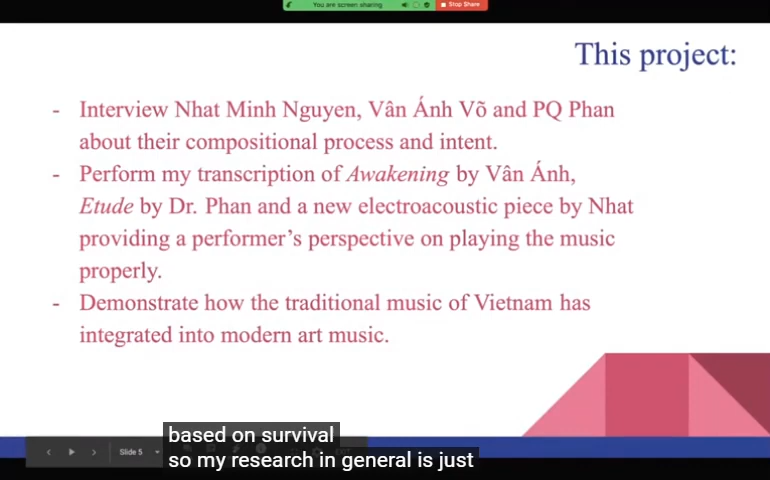 You are screen sharing
Stop Share
This project:
- Interview Nhat Minh Nguyen, Vân Ánh Võ and PQ Phan
about their compositional process and intent.
- Perform my transcription of Awakening by Vân Ánh,
Etude by Dr. Phan and a new electroacoustic piece by Nhat
providing a performer's perspective on playing the music
properly.
- Demonstrate how the traditional music of Vietnam has
integrated into modern art music.
based on survival
Slide 5
so my research in general is just